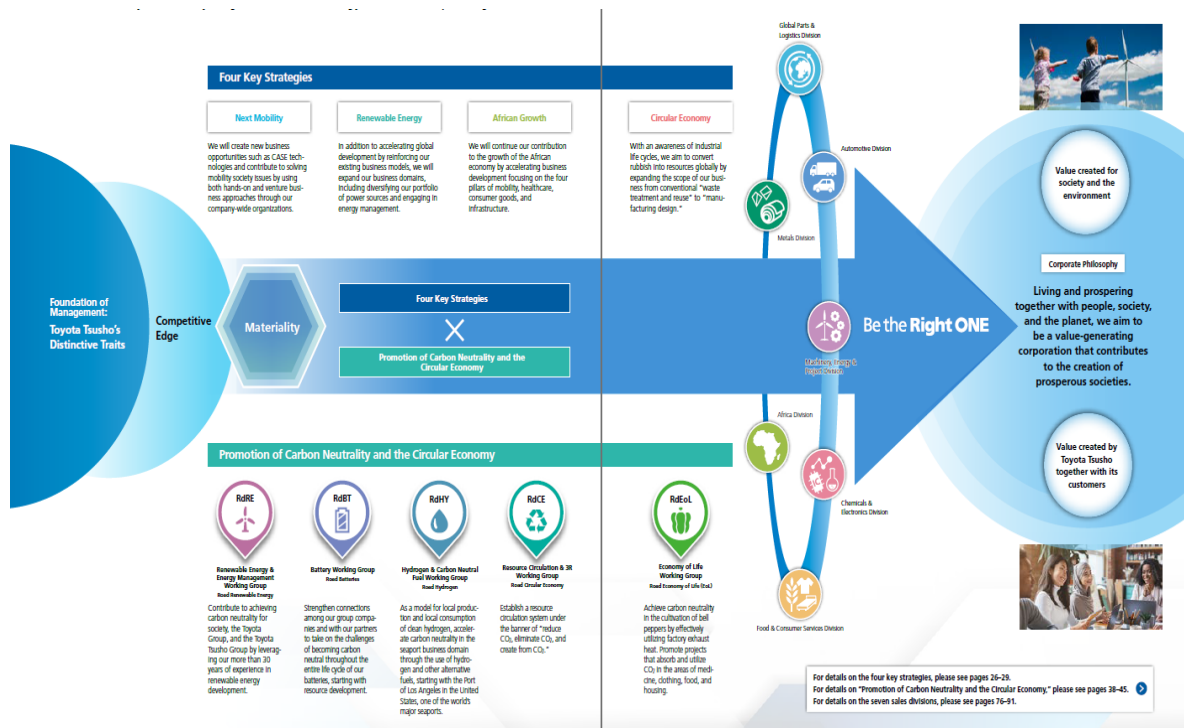 Global Parts &
Logistics Division
Four Key Strategies
Next Mobility
We will create new business
opportunities such as CASE tech-
nologies and contribute to solving
mobility society issues by using
both hands-on and venture busi-
ness approaches through our
company-wide organizations.
Renewable Energy
In addition to accelerating global
development by reinforcing our
existing business models, we will
expand our business domains,
including diversifying our portfolio
of power sources and engaging in
energy management.
African Growth
We will continue our contribution
to the growth of the African
economy by accelerating business
development focusing on the four
pillars of mobility, healthcare,
consumer goods, and
infrastructure.
Circular Economy
With an awareness of industrial
life cycles, we aim to convert
rubbish into resources globally by
expanding the scope of our busi-
ness from conventional "waste
treatment and reuse" to "manu-
facturing design."
Automotive Division
Metals Division
Value created for
society and the
environment
Foundation of
Management:
Toyota Tsusho's
Distinctive Traits
Competitive
Edge
Materiality
Four Key Strategies
Promotion of Carbon Neutrality and the
Circular Economy
Machinery, Energy &
Project Division
Be the Right ONE
Corporate Philosophy
Living and prospering
together with people, society,
and the planet, we aim to
be a value-generating
corporation that contributes
to the creation of
prosperous societies.
Africa Division
Chemicals &
Electronics Division
Value created by
Toyota Tsusho
together with its
customers
Promotion of Carbon Neutrality and the Circular Economy
RdRE
Renewable Energy &
Energy Management
Working Group
Road Renewable Energy
Contribute to achieving
carbon neutrality for
society, the Toyota
Group, and the Toyota
Tsusho Group by leverag-
ing our more than 30
years of experience in
renewable energy
development.
RdBT
Battery Working Group
Road Batteries
Strengthen connections
among our group compa-
nies and with our partners
to take on the challenges
of becoming carbon
neutral throughout the
entire life cycle of our
batteries, starting with
resource development.
RdHY
Hydrogen & Carbon Neutral
Fuel Working Group
Road Hydrogen
As a model for local produc-
tion and local consumption
of clean hydrogen, acceler-
ate carbon neutrality in the
seaport business domain
through the use of hydro-
gen and other alternative
fuels, starting with the Port
of Los Angeles in the United
States, one of the world's
major seaports.
RdCE
Resource Circulation & 3R
Working Group
Road Circular Economy
Establish a resource
circulation system under
the banner of "reduce
CO₂, eliminate CO₂, and
create from CO₂."
RdEoL
Economy of Life
Working Group
Road Economy of Life (EoL)
Achieve carbon neutrality
in the cultivation of bell
peppers by effectively
utilizing factory exhaust
heat. Promote projects
that absorb and utilize
CO₂ in the areas of medi-
cine, clothing, food, and
housing.
Food & Consumer Services Division
For details on the four key strategies, please see pages 26–29.
For details on "Promotion of Carbon Neutrality and the Circular Economy," please see pages 38–45.
For details on the seven sales divisions, please see pages 76–91.